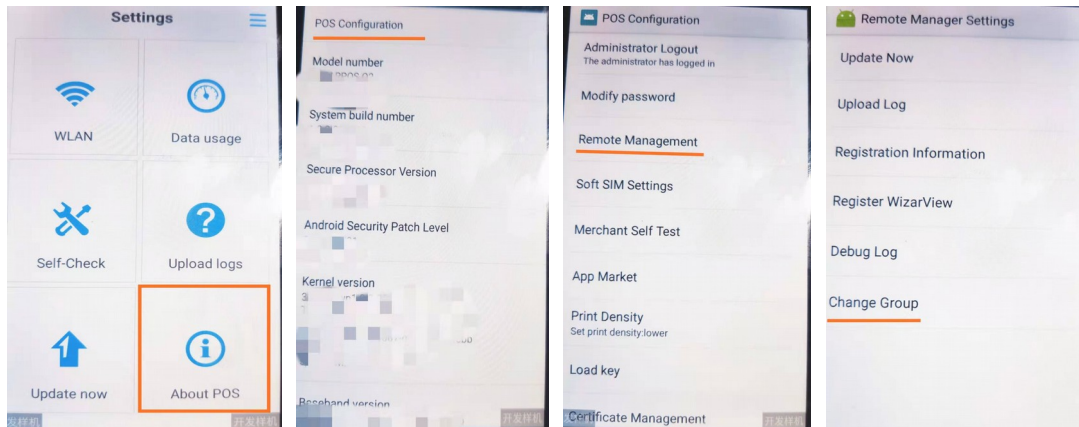 Settings
WLAN
Data usage
Self-Check
Upload logs
Update now
About POS
发样机
开发样机
POS Configuration
Model number
System build number
Secure Processor Version
Android Security Patch Level
Kernel version
Baseband version
开发样机
POS Configuration
Administrator Logout
The administrator has logged in
Modify password
Remote Management
Soft SIM Settings
Merchant Self Test
App Market
Print Density
Set print density:lower
Load key
Certificate Management
开发样机
Remote Manager Settings
Update Now
Upload Log
Registration Information
Register WizarView
Debug Log
Change Group